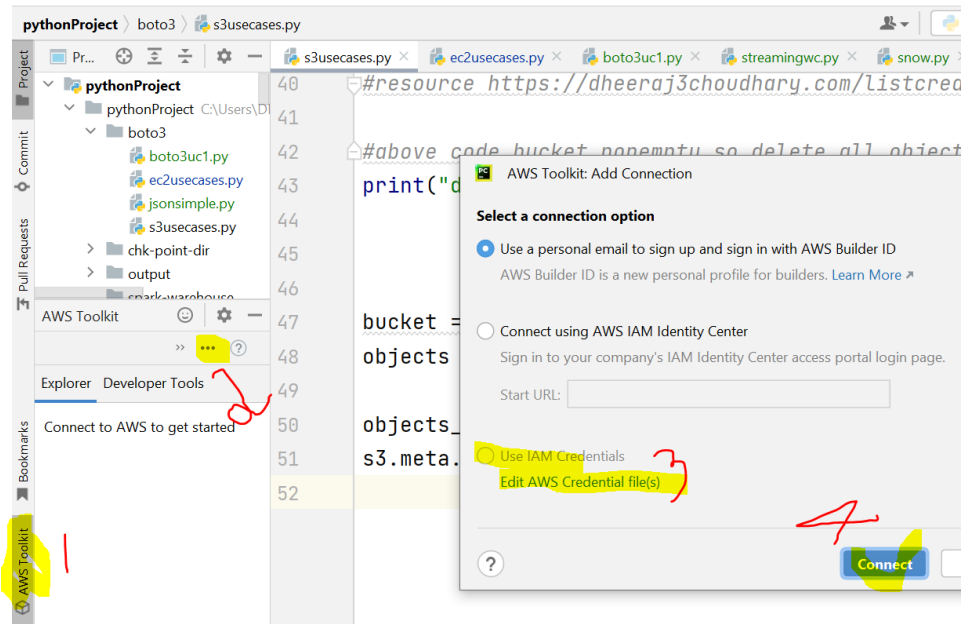 pythonProject 〉 boto3 〉 s3usecases.py
Project
Commit
Pull Requests
Bookmarks
AWS Toolkit
Pr...
pythonProject
pythonProject C:\Users\D
boto3
boto3uc1.py
ec2usecases.py
jsonsimple.py
s3usecases.py
chk-point-dir
output
spark-warehouse
AWS Toolkit
» ••• ?
Explorer Developer Tools
Connect to AWS to get started
1
2
s3usecases.py × ec2usecases.py × boto3uc1.py × streamingwc.py × snow.py ×
40 #resource https://dheeraj3choudhary.com/listcrea
41
42 #above code bucket nonempty so delete all object
43 print("d
44
45
46
47 bucket =
48 objects
49
50 objects_
51 s3.meta.
52
PC AWS Toolkit: Add Connection
Select a connection option
Use a personal email to sign up and sign in with AWS Builder ID
AWS Builder ID is a new personal profile for builders. Learn More ↗
Connect using AWS IAM Identity Center
Sign in to your company's IAM Identity Center access portal login page.
Start URL:
Use IAM Credentials
Edit AWS Credential file(s)
3
4
? Connect